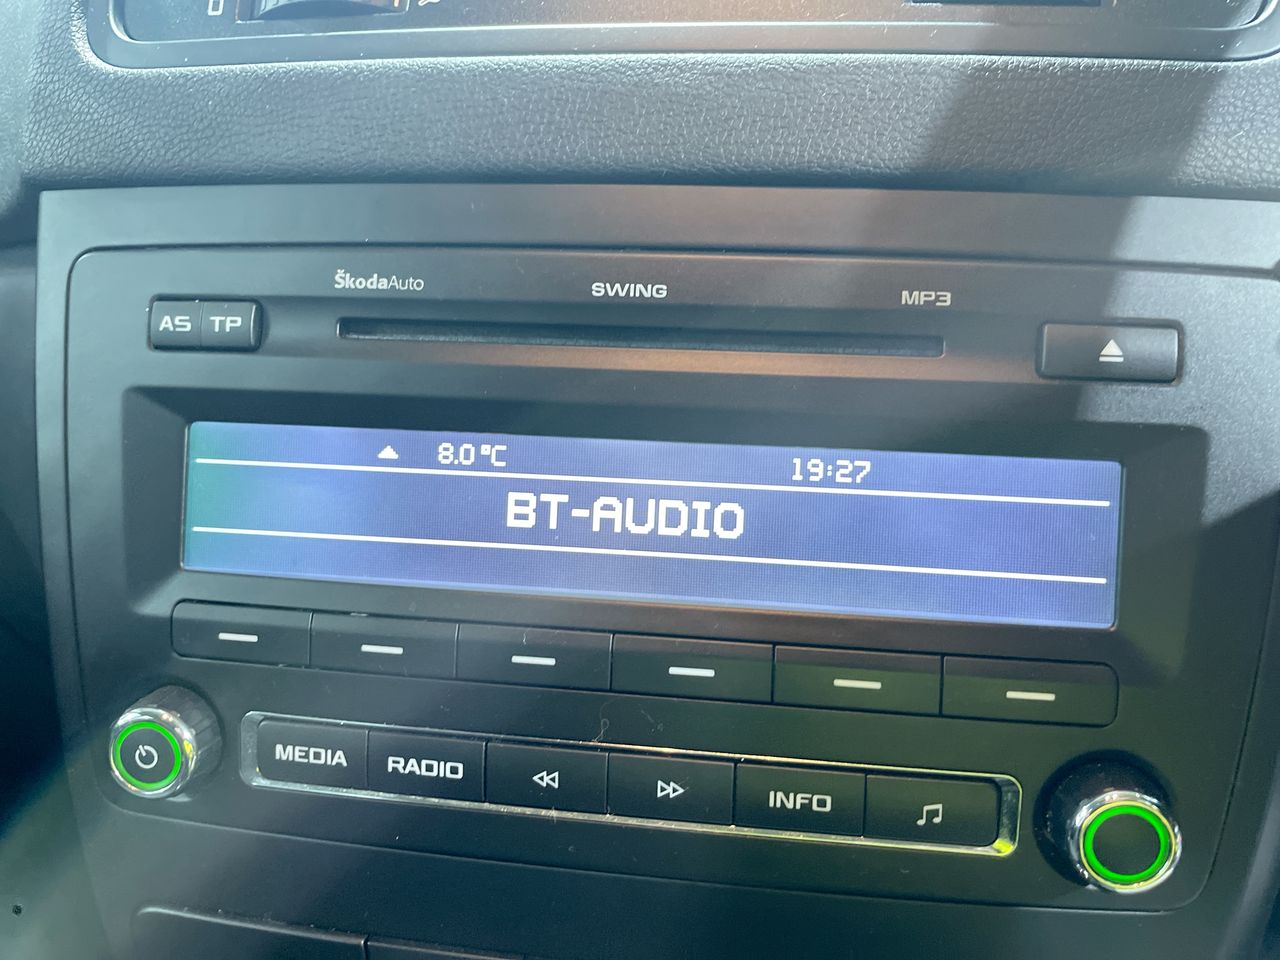 ŠkodaAuto SWING MP3
AS TP
8.0°C 19:27
BT-AUDIO
MEDIA RADIO INFO